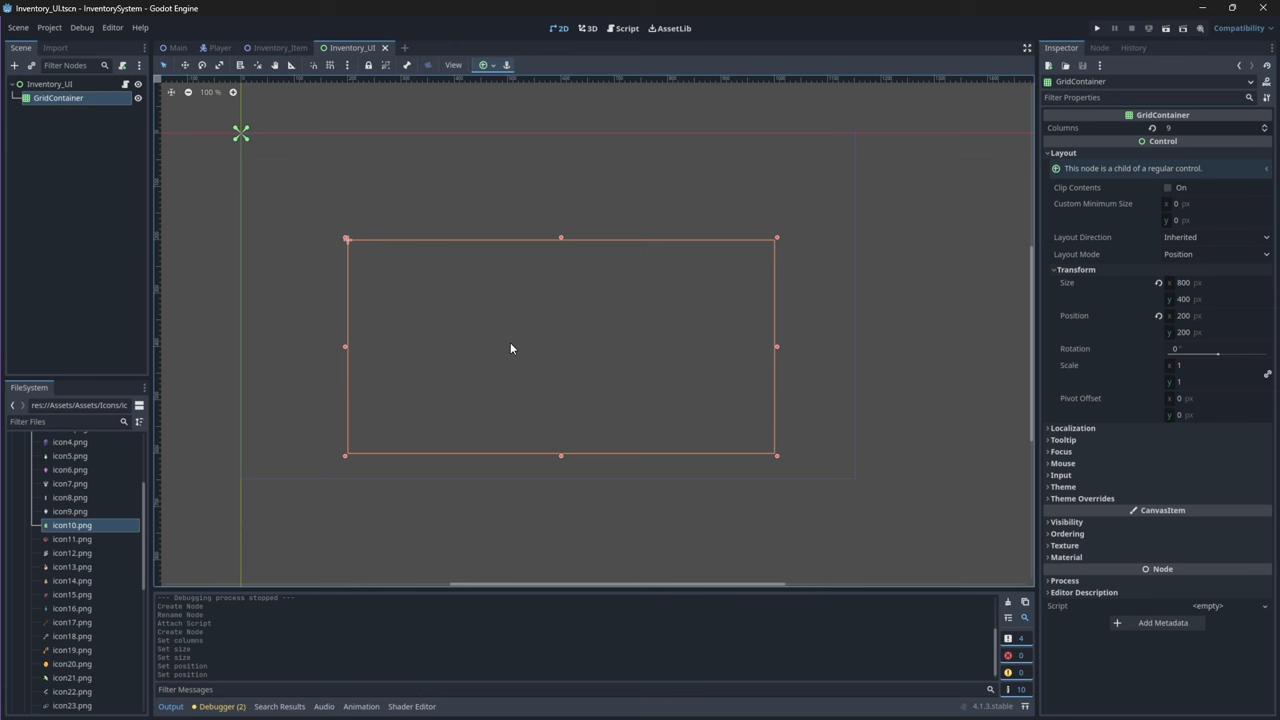 Inventory_UI.tscn - InventorySystem - Godot Engine
Scene Project Debug Editor Help
2D 3D Script AssetLib
Compatibility
Scene Import
Main Player Inventory_Item Inventory_UI
Inspector Node History
Filter Nodes
View
Inventory_UI
GridContainer
100 %
GridContainer
Filter Properties
GridContainer
Columns 9
Control
Layout
This node is a child of a regular control.
Clip Contents On
Custom Minimum Size x 0 px
y 0 px
Layout Direction Inherited
Layout Mode Position
Transform
Size x 800 px
y 400 px
Position x 200 px
y 200 px
Rotation 0 °
Scale x 1
y 1
Pivot Offset x 0 px
y 0 px
Localization
Tooltip
Focus
Mouse
Input
Theme
Theme Overrides
CanvasItem
Visibility
Ordering
Texture
Material
Node
Process
Editor Description
Script <empty>
Add Metadata
FileSystem
res://Assets/Assets/Icons/ic
Filter Files
icon4.png
icon5.png
icon6.png
icon7.png
icon8.png
icon9.png
icon10.png
icon11.png
icon12.png
icon13.png
icon14.png
icon15.png
icon16.png
icon17.png
icon18.png
icon19.png
icon20.png
icon21.png
icon22.png
icon23.png
--- Debugging process stopped ---
Create Node
Rename Node
Attach Script
Create Node
Set columns
Set size
Set size
Set position
Set position
4
0
0
10
Filter Messages
Output Debugger (2) Search Results Audio Animation Shader Editor
4.1.3.stable